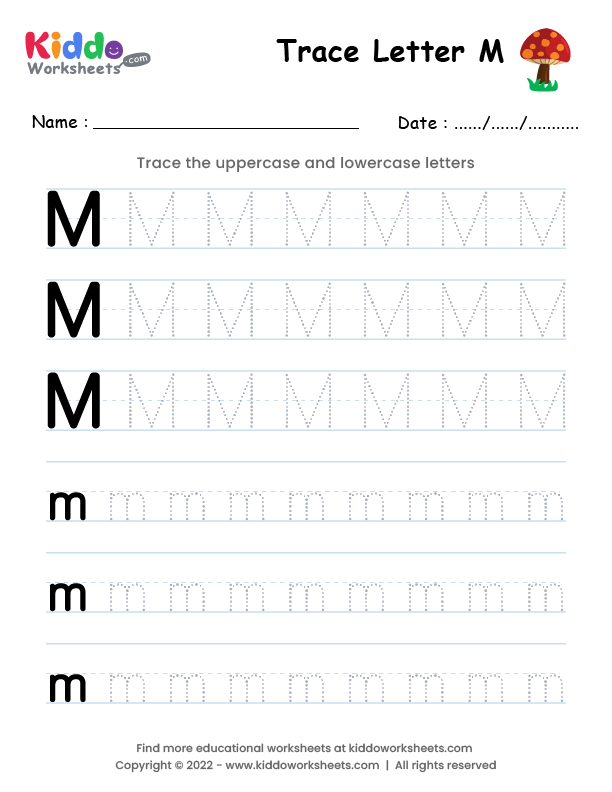 Kiddo
Worksheets .com
Trace Letter M
Name : ______________ Date : ....../....../...........
Trace the uppercase and lowercase letters
M M M M M M M
M M M M M M M
M M M M M M M
m m m m m m m m m
m m m m m m m m m
m m m m m m m m m
Find more educational worksheets at kiddoworksheets.com
Copyright © 2022 - www.kiddoworksheets.com | All rights reserved